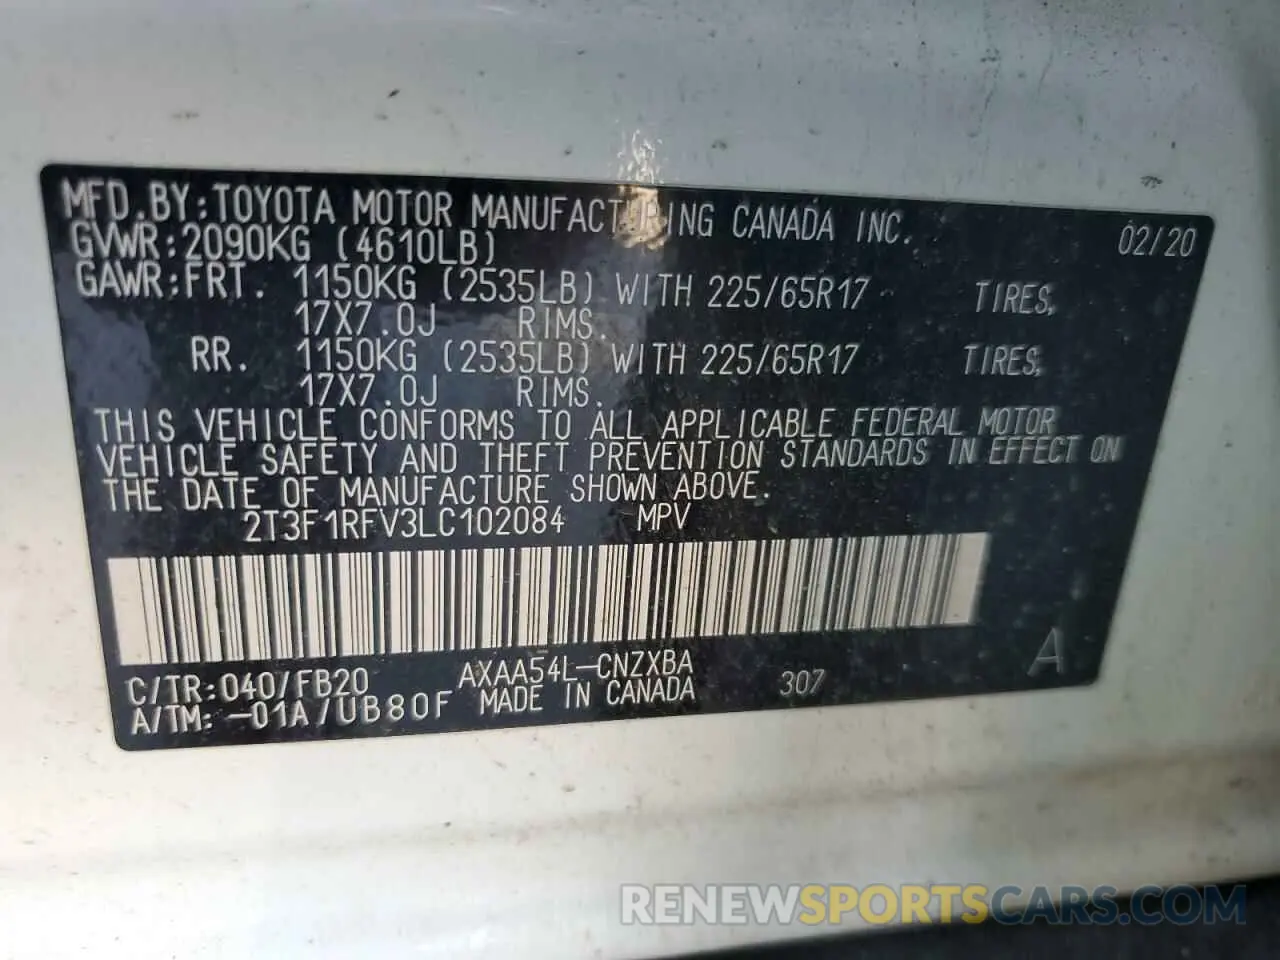 MFD.BY:TOYOTA MOTOR MANUFACTURING CANADA INC. 02/20
GVWR:2090KG (4610LB)
GAWR:FRT. 1150KG (2535LB) WITH 225/65R17 TIRES,
17X7.0J RIMS.
RR. 1150KG (2535LB) WITH 225/65R17 TIRES,
17X7.0J RIMS.
THIS VEHICLE CONFORMS TO ALL APPLICABLE FEDERAL MOTOR
VEHICLE SAFETY AND THEFT PREVENTION STANDARDS IN EFFECT ON
THE DATE OF MANUFACTURE SHOWN ABOVE.
2T3F1RFV3LC102084 MPV
C/TR:040/FB20 AXAA54L-CNZXBA 307 A
A/TM:-01A/UB80F MADE IN CANADA
RENEWSPORTSCARS.COM